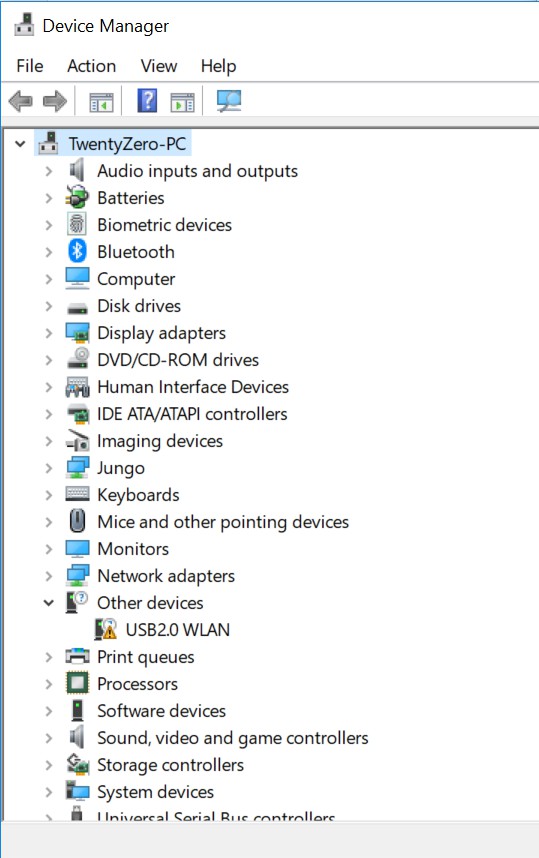 Device Manager
File Action View Help
TwentyZero-PC
Audio inputs and outputs
Batteries
Biometric devices
Bluetooth
Computer
Disk drives
Display adapters
DVD/CD-ROM drives
Human Interface Devices
IDE ATA/ATAPI controllers
Imaging devices
Jungo
Keyboards
Mice and other pointing devices
Monitors
Network adapters
Other devices
USB2.0 WLAN
Print queues
Processors
Software devices
Sound, video and game controllers
Storage controllers
System devices
Universal Serial Bus controllers